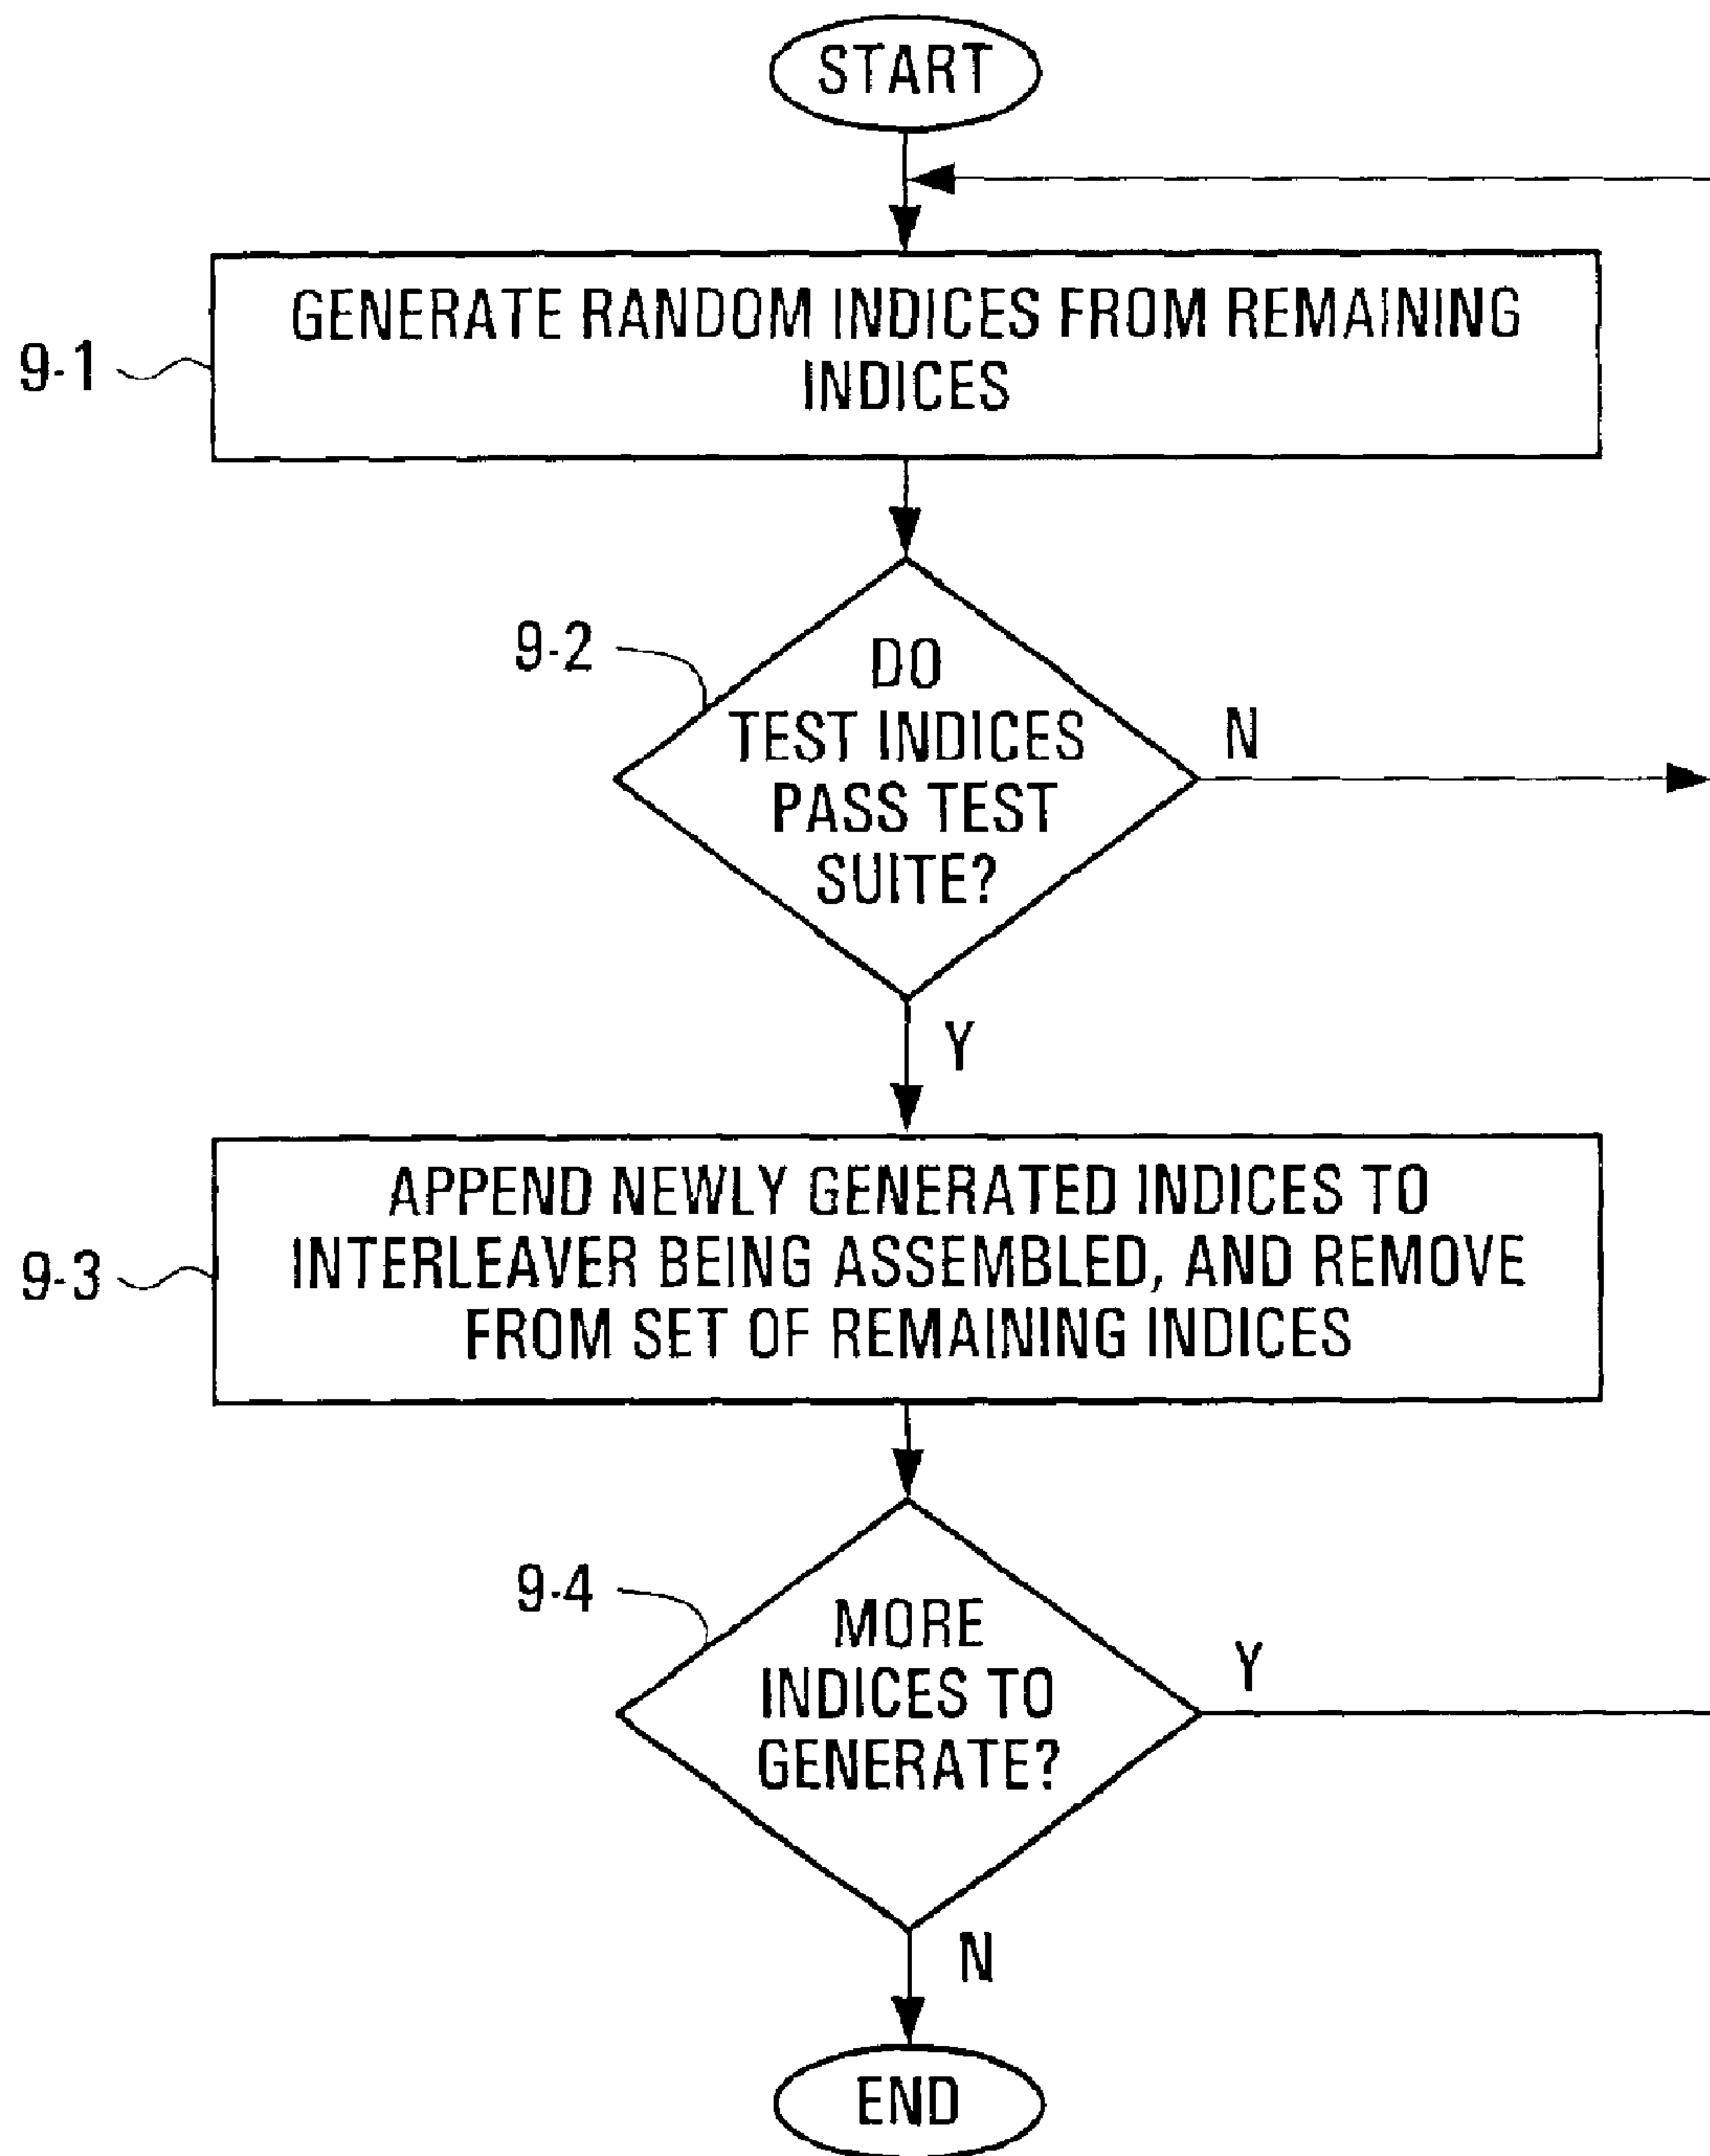 START
GENERATE RANDOM INDICES FROM REMAINING
INDICES
9-1
9-2
DO
TEST INDICES
PASS TEST
SUITE?
N
Y
APPEND NEWLY GENERATED INDICES TO
INTERLEAVER BEING ASSEMBLED, AND REMOVE
FROM SET OF REMAINING INDICES
9-3
9-4
MORE
INDICES TO
GENERATE?
Y
N
END